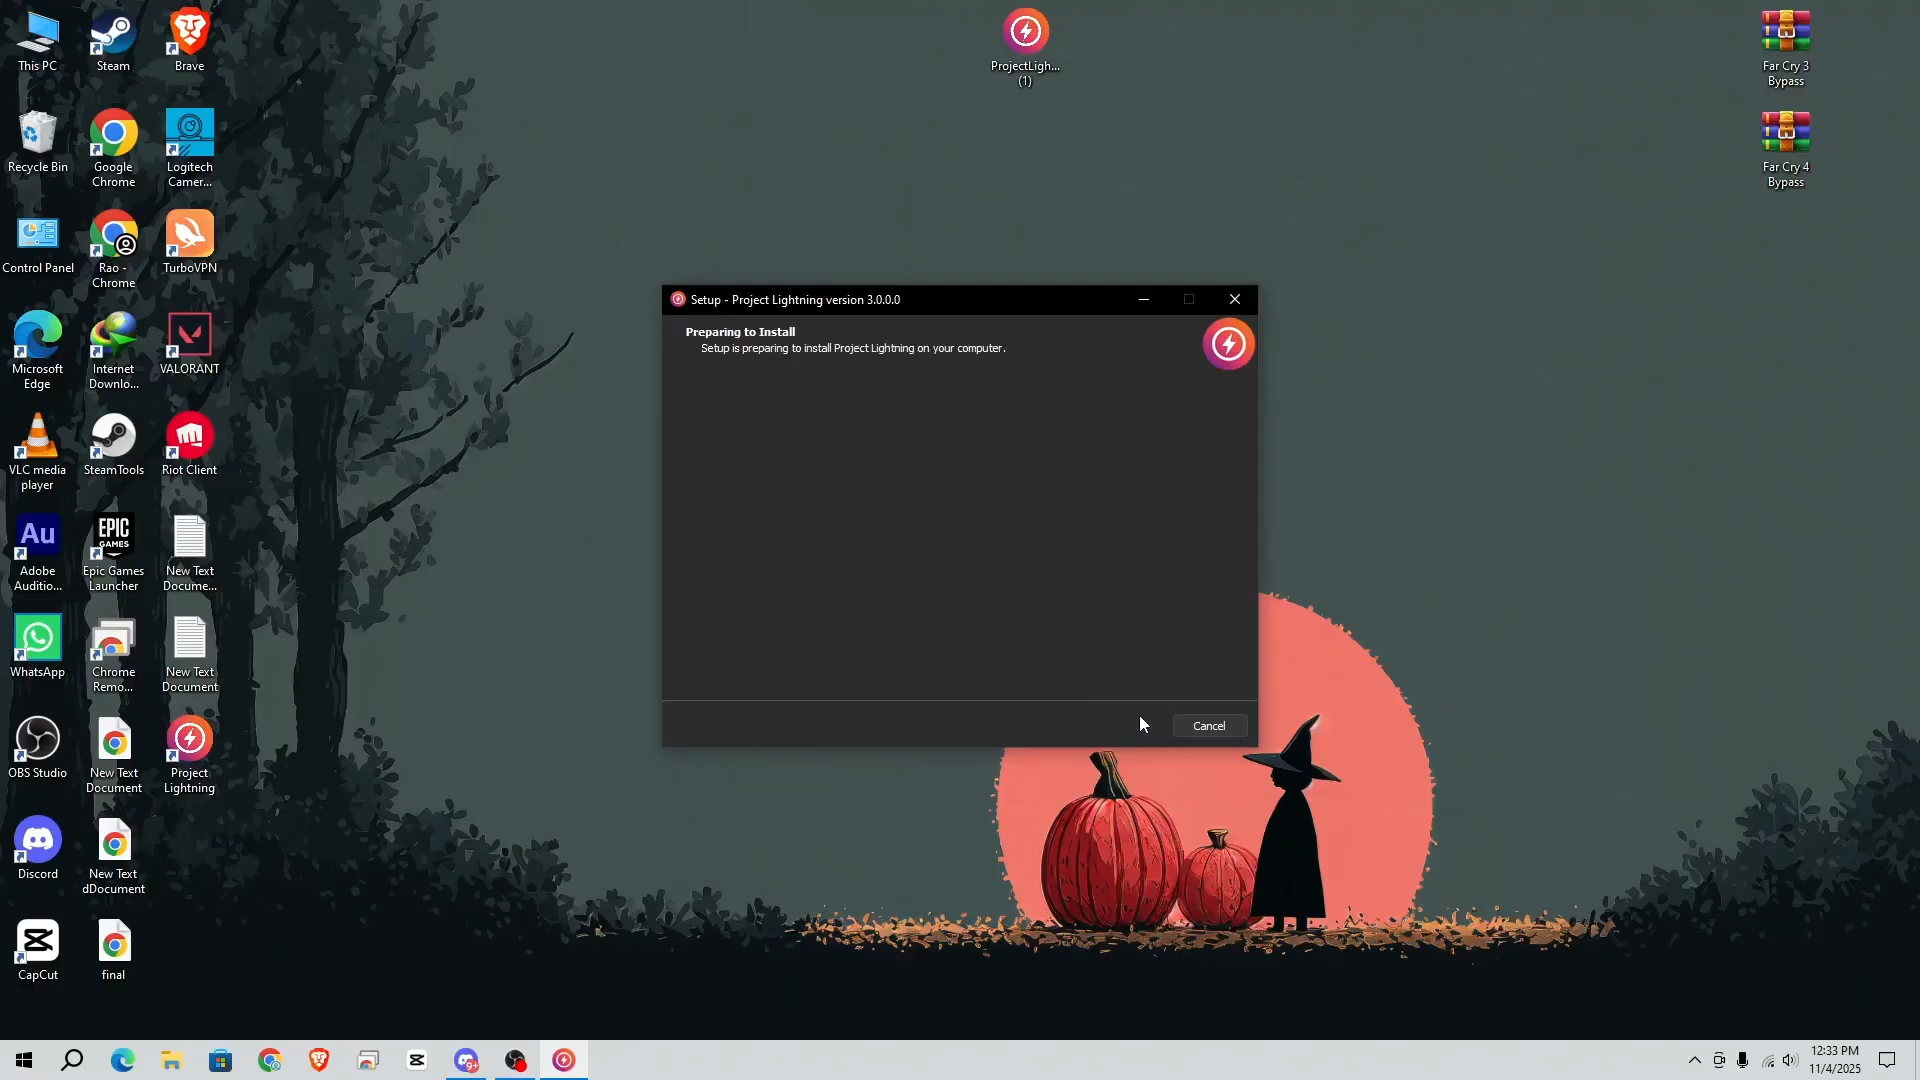 This PC
Steam
Brave
Recycle Bin
Google
Chrome
Logitech
Camer...
Control Panel
Rao -
Chrome
TurboVPN
Microsoft
Edge
Internet
Downlo...
VALORANT
VLC media
player
SteamTools
Riot Client
Au
Adobe
Auditio...
EPIC
GAMES
Epic Games
Launcher
New Text
Docume...
WhatsApp
Chrome
Remo...
New Text
Document
OBS Studio
New Text
Document
Project
Lightning
Discord
New Text
dDocument
CapCut
final
ProjectLigh...
(1)
Far Cry 3
Bypass
Far Cry 4
Bypass
Setup - Project Lightning version 3.0.0.0
Preparing to Install
Setup is preparing to install Project Lightning on your computer.
Cancel
9+
12:33 PM
11/4/2025